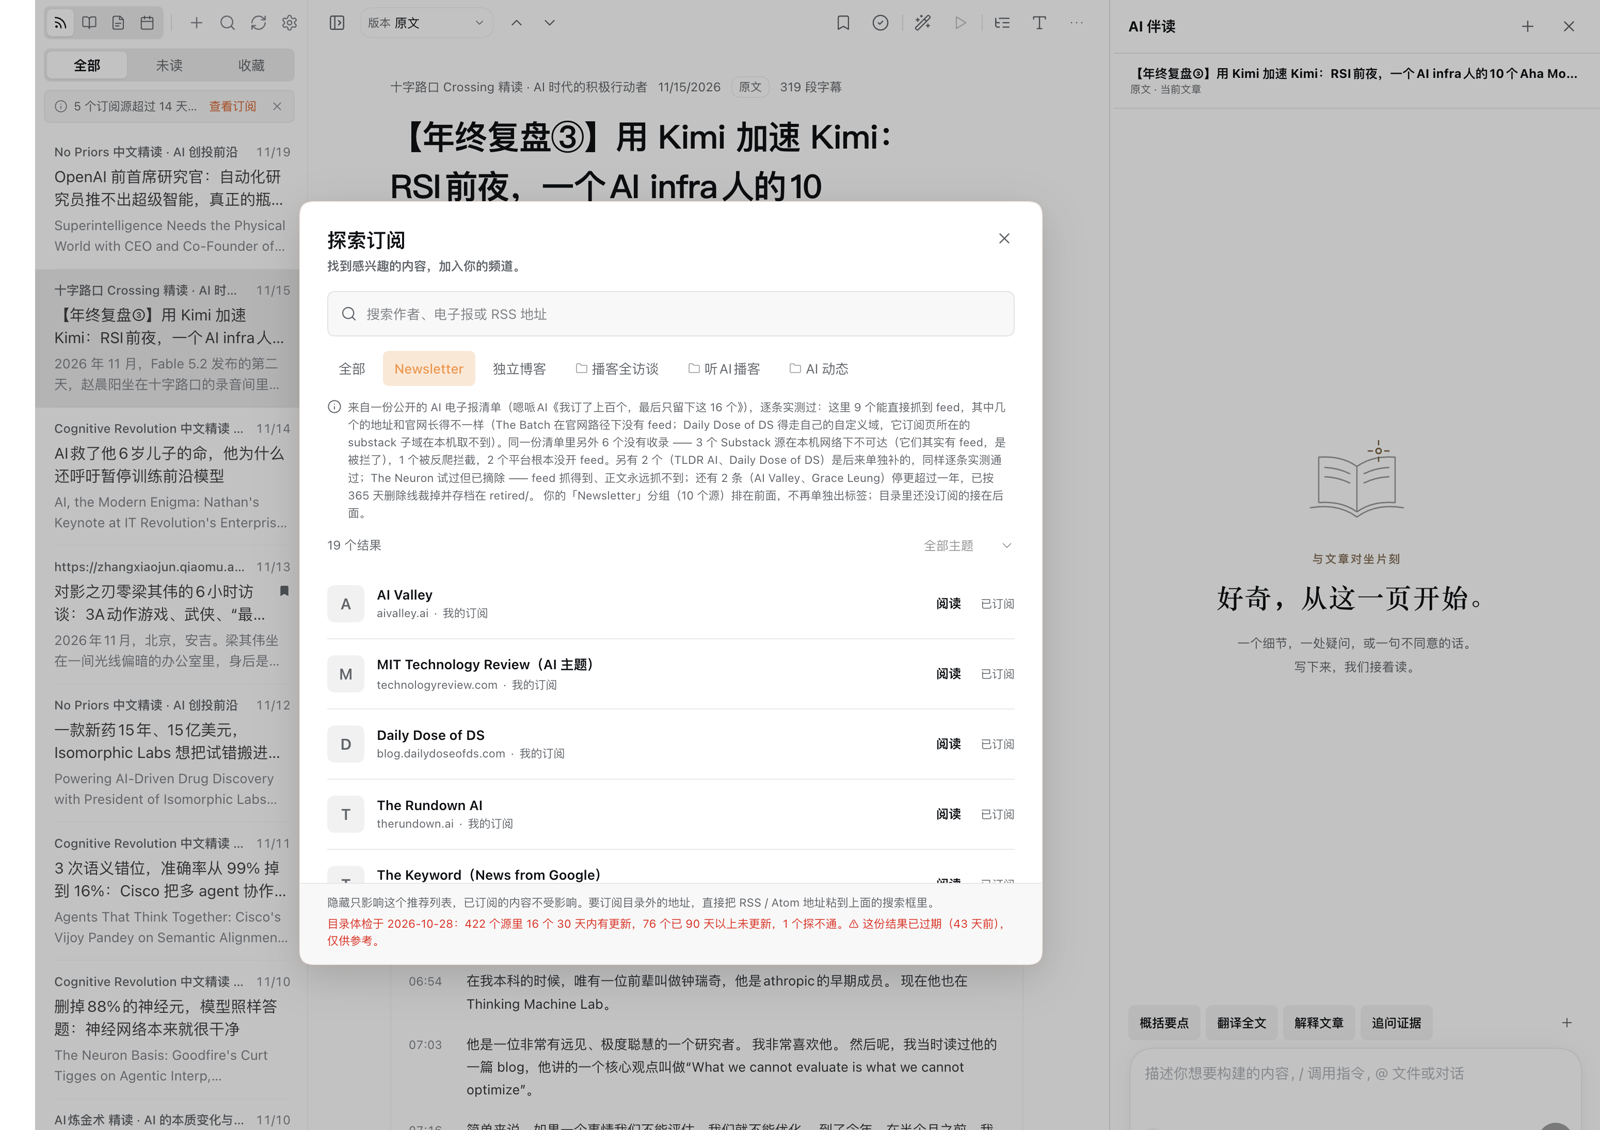 全部
未读
收藏
5 个订阅源超过 14 天...
查看订阅
No Priors 中文精读 · AI 创投前沿
11/19
OpenAI 前首席研究官：自动化研
究员推不出超级智能，真正的瓶...
Superintelligence Needs the Physical
World with CEO and Co-Founder of...
十字路口 Crossing 精读 · AI 时...
11/15
【年终复盘③】用 Kimi 加速
Kimi：RSI前夜，一个AI infra人...
2026 年 11 月，Fable 5.2 发布的第二
天，赵晨阳坐在十字路口的录音间里...
Cognitive Revolution 中文精读 ...
11/14
AI救了他6岁儿子的命，他为什么
还呼吁暂停训练前沿模型
AI, the Modern Enigma: Nathan's
Keynote at IT Revolution's Enterpris...
https://zhangxiaojun.qiaomu.a...
11/13
对影之刃零梁其伟的6小时访
谈：3A动作游戏、武侠、“最...
2026年11月，北京，安吉。梁其伟坐
在一间光线偏暗的办公室里，身后是...
No Priors 中文精读 · AI 创投前沿
11/12
一款新药15年、15亿美元，
Isomorphic Labs 想把试错搬进...
Powering AI-Driven Drug Discovery
with President of Isomorphic Labs...
Cognitive Revolution 中文精读 ...
11/11
3 次语义错位，准确率从 99% 掉
到 16%：Cisco 把多 agent 协作...
Agents That Think Together: Cisco's
Vijoy Pandey on Semantic Alignmen...
Cognitive Revolution 中文精读 ...
11/10
删掉88%的神经元，模型照样答
题：神经网络本来就很干净
The Neuron Basis: Goodfire's Curt
Tigges on Agentic Interp,...
AI炼金术 精读 · AI 的本质变化与...
11/10
版本 原文
十字路口 Crossing 精读 · AI 时代的积极行动者
11/15/2026
原文
319 段字幕
【年终复盘③】用 Kimi 加速 Kimi：
RSI前夜，一个AI infra人的10
探索订阅
找到感兴趣的内容，加入你的频道。
搜索作者、电子报或 RSS 地址
全部
Newsletter
独立博客
播客全访谈
听AI播客
AI 动态
来自一份公开的 AI 电子报清单（嗯哌AI《我订了上百个，最后只留下这 16 个》），逐条实测过：这里 9 个能直接抓到 feed，其中几
个的地址和官网长得不一样（The Batch 在官网路径下没有 feed；Daily Dose of DS 得走自己的自定义域，它订阅页所在的
substack 子域在本机取不到）。同一份清单里另外 6 个没有收录 —— 3 个 Substack 源在本机网络下不可达（它们其实有 feed，是
被拦了），1 个被反爬拦截，2 个平台根本没开 feed。另有 2 个（TLDR AI、Daily Dose of DS）是后来单独补的，同样逐条实测通
过；The Neuron 试过但已摘除 —— feed 抓得到、正文永远抓不到；还有 2 条（AI Valley、Grace Leung）停更超过一年，已按
365 天删除线裁掉并存档在 retired/。 你的「Newsletter」分组（10 个源）排在前面，不再单独出标签；目录里还没订阅的接在后
面。
19 个结果
全部主题
A
AI Valley
aivalley.ai · 我的订阅
阅读
已订阅
M
MIT Technology Review（AI 主题）
technologyreview.com · 我的订阅
阅读
已订阅
D
Daily Dose of DS
blog.dailydoseofds.com · 我的订阅
阅读
已订阅
T
The Rundown AI
therundown.ai · 我的订阅
阅读
已订阅
T
The Keyword（News from Google）
阅读
已订阅
隐藏只影响这个推荐列表，已订阅的内容不受影响。要订阅目录外的地址，直接把 RSS / Atom 地址粘到上面的搜索框里。
目录体检于 2026-10-28：422 个源里 16 个 30 天内有更新，76 个已 90 天以上未更新，1 个探不通。⚠ 这份结果已过期（43 天前），
仅供参考。
06:54
在我本科的时候，唯有一位前辈叫做钟瑞奇，他是athropic的早期成员。 现在他也在
Thinking Machine Lab。
07:03
他是一位非常有远见、极度聪慧的一个研究者。 我非常喜欢他。 然后呢，我当时读过他的
一篇 blog，他讲的一个核心观点叫做“What we cannot evaluate is what we cannot
optimize”。
07:16
简单来说，如果一个事情我们不能评估，我们就不能优化。 到了今年，在半个月之前，我
AI 伴读
【年终复盘③】用 Kimi 加速 Kimi：RSI前夜，一个AI infra人的10个Aha Mo...
原文 · 当前文章
与文章对坐片刻
好奇，从这一页开始。
一个细节，一处疑问，或一句不同意的话。
写下来，我们接着读。
概括要点
翻译全文
解释文章
追问证据
描述你想要构建的内容, / 调用指令, @ 文件或对话